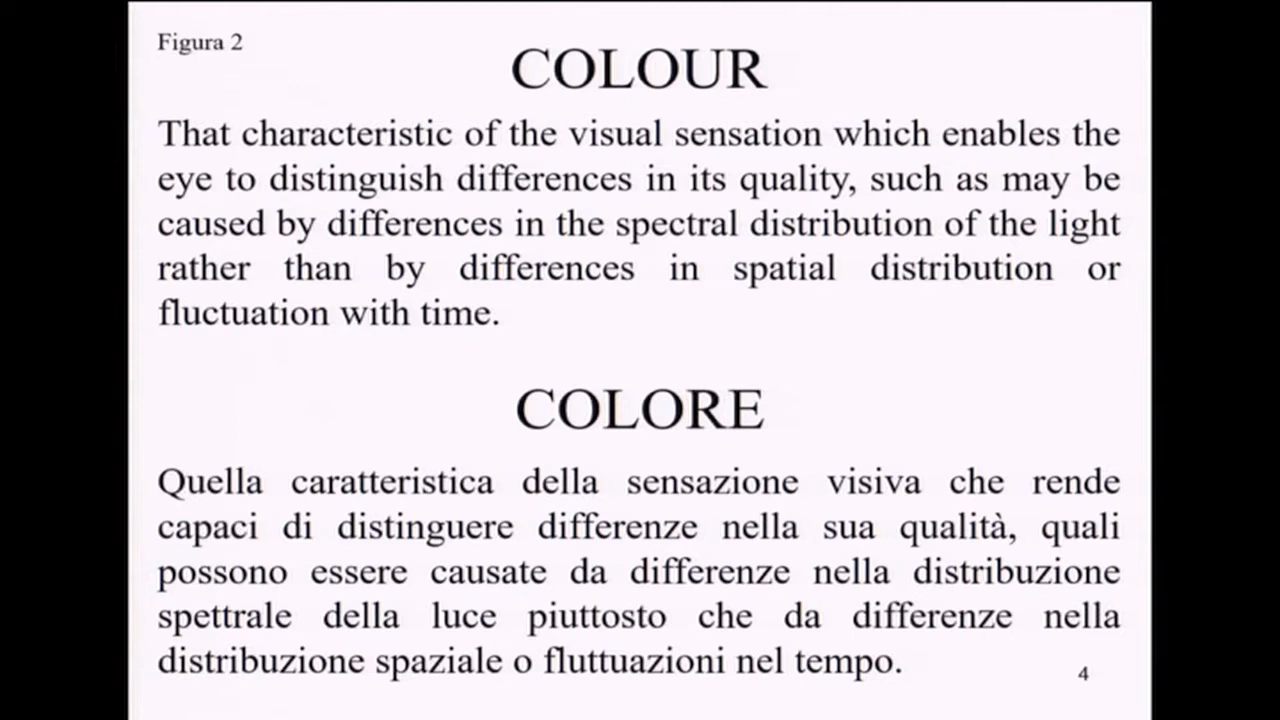 Figura 2
COLOUR
That characteristic of the visual sensation which enables the
eye to distinguish differences in its quality, such as may be
caused by differences in the spectral distribution of the light
rather than by differences in spatial distribution or
fluctuation with time.
COLORE
Quella caratteristica della sensazione visiva che rende
capaci di distinguere differenze nella sua qualità, quali
possono essere causate da differenze nella distribuzione
spettrale della luce piuttosto che da differenze nella
distribuzione spaziale o fluttuazioni nel tempo.
4